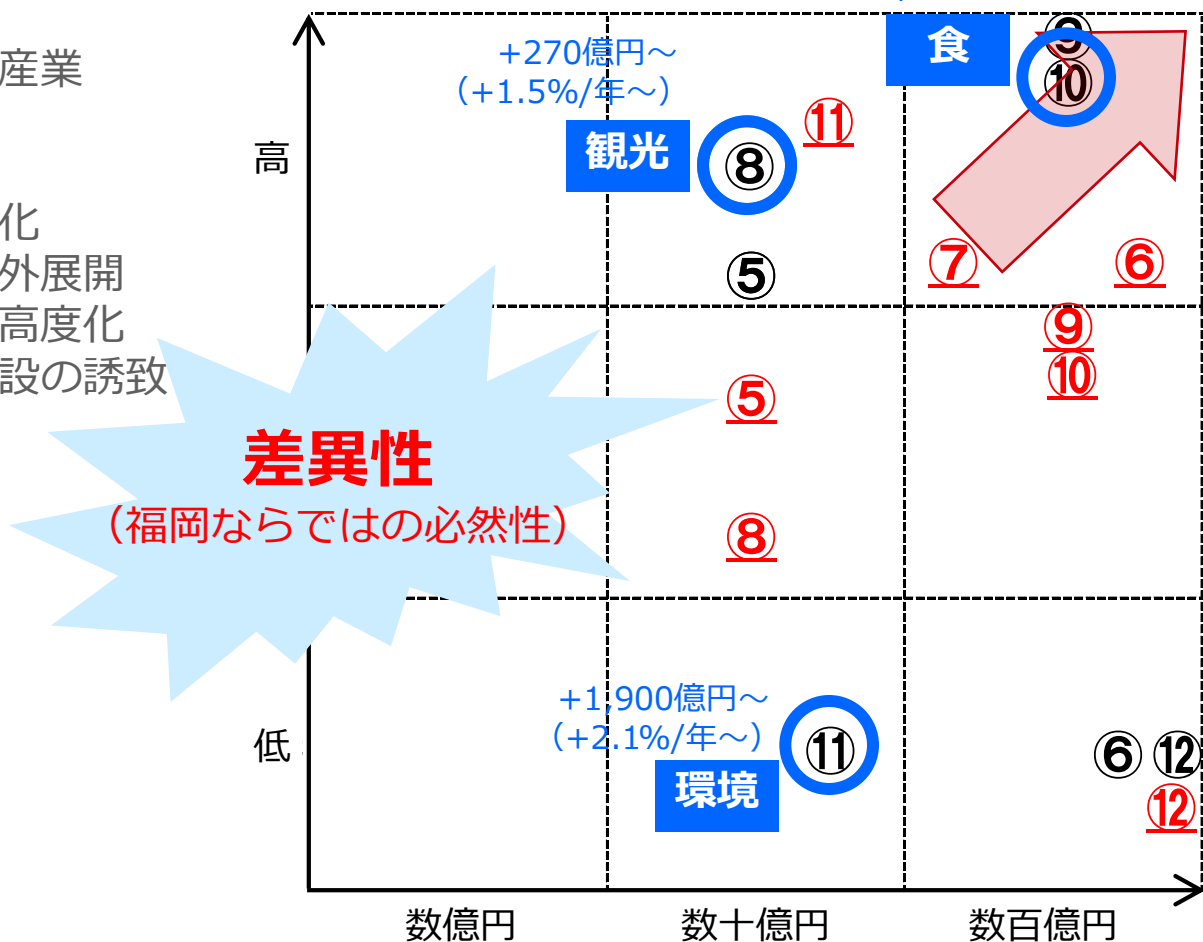 産業
化
外展開
高度化
設の誘致
+270億円～
（+1.5%/年～）
観光
⑧
⑪
食
⑨
⑩
高
⑤
⑦
⑥
⑨
⑩
⑤
差異性
（福岡ならではの必然性）
⑧
+1,900億円～
（+2.1%/年～）
環境
⑪
低
⑥ ⑫
⑫
数億円
数十億円
数百億円